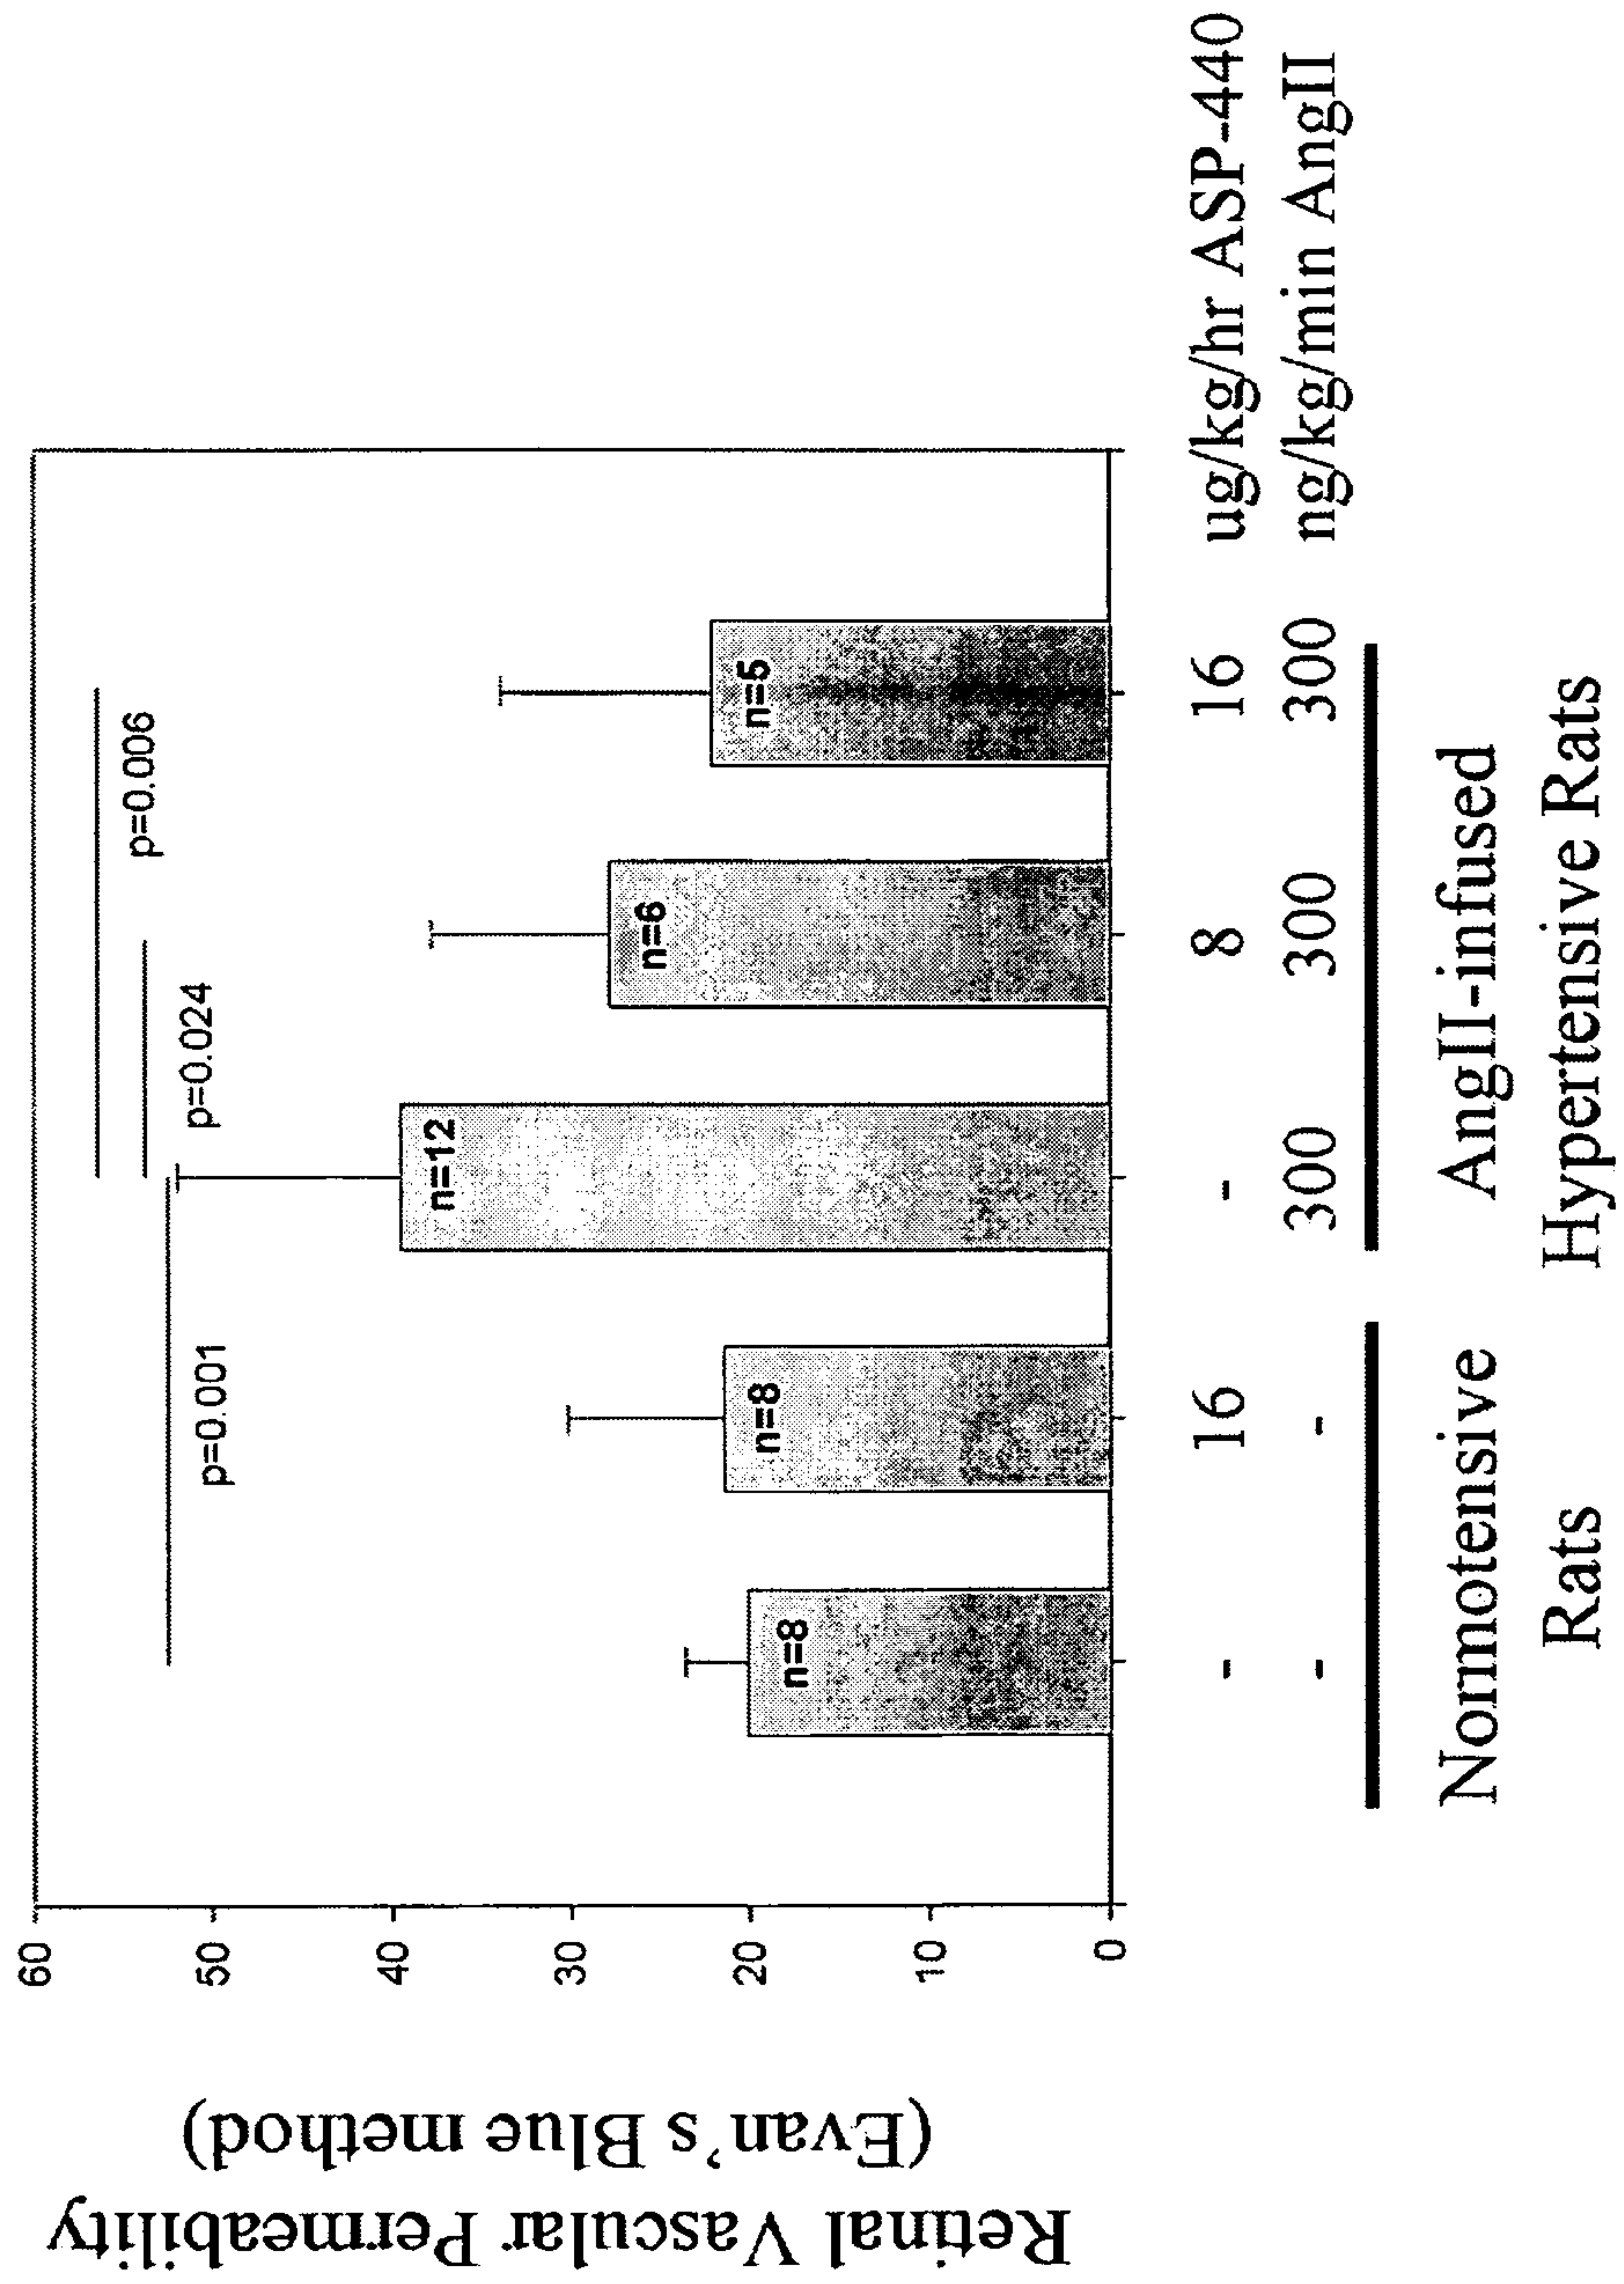 Retinal Vascular Permeability
(Evan's Blue method)
60
50
40
30
20
10
0
p=0.006
p=0.024
p=0.001
n=8
n=8
n=12
n=6
n=5
- 16 - 8 16 ug/kg/hr ASP-440
- - 300 300 300 ng/kg/min AngII
Normotensive
Rats
AngII-infused
Hypertensive Rats